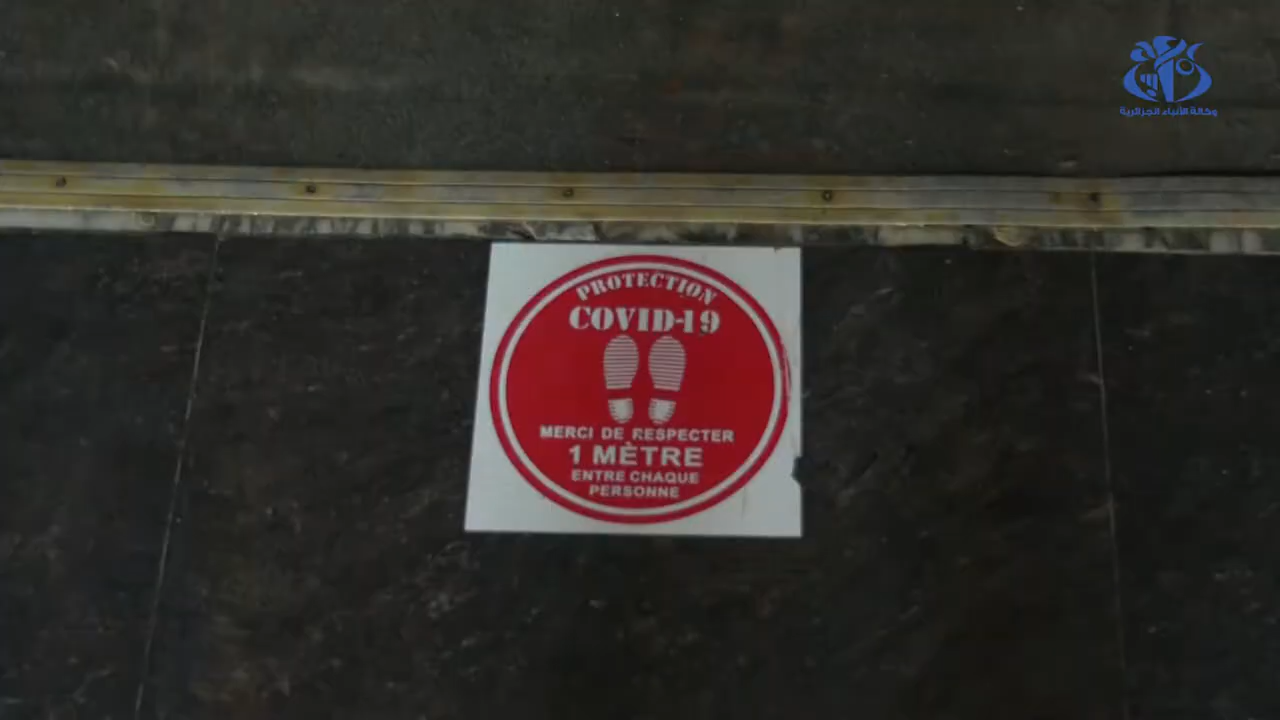 وكالة الأنباء الجزائرية
PROTECTION
COVID-19
MERCI DE RESPECTER
1 MÈTRE
ENTRE CHAQUE
PERSONNE